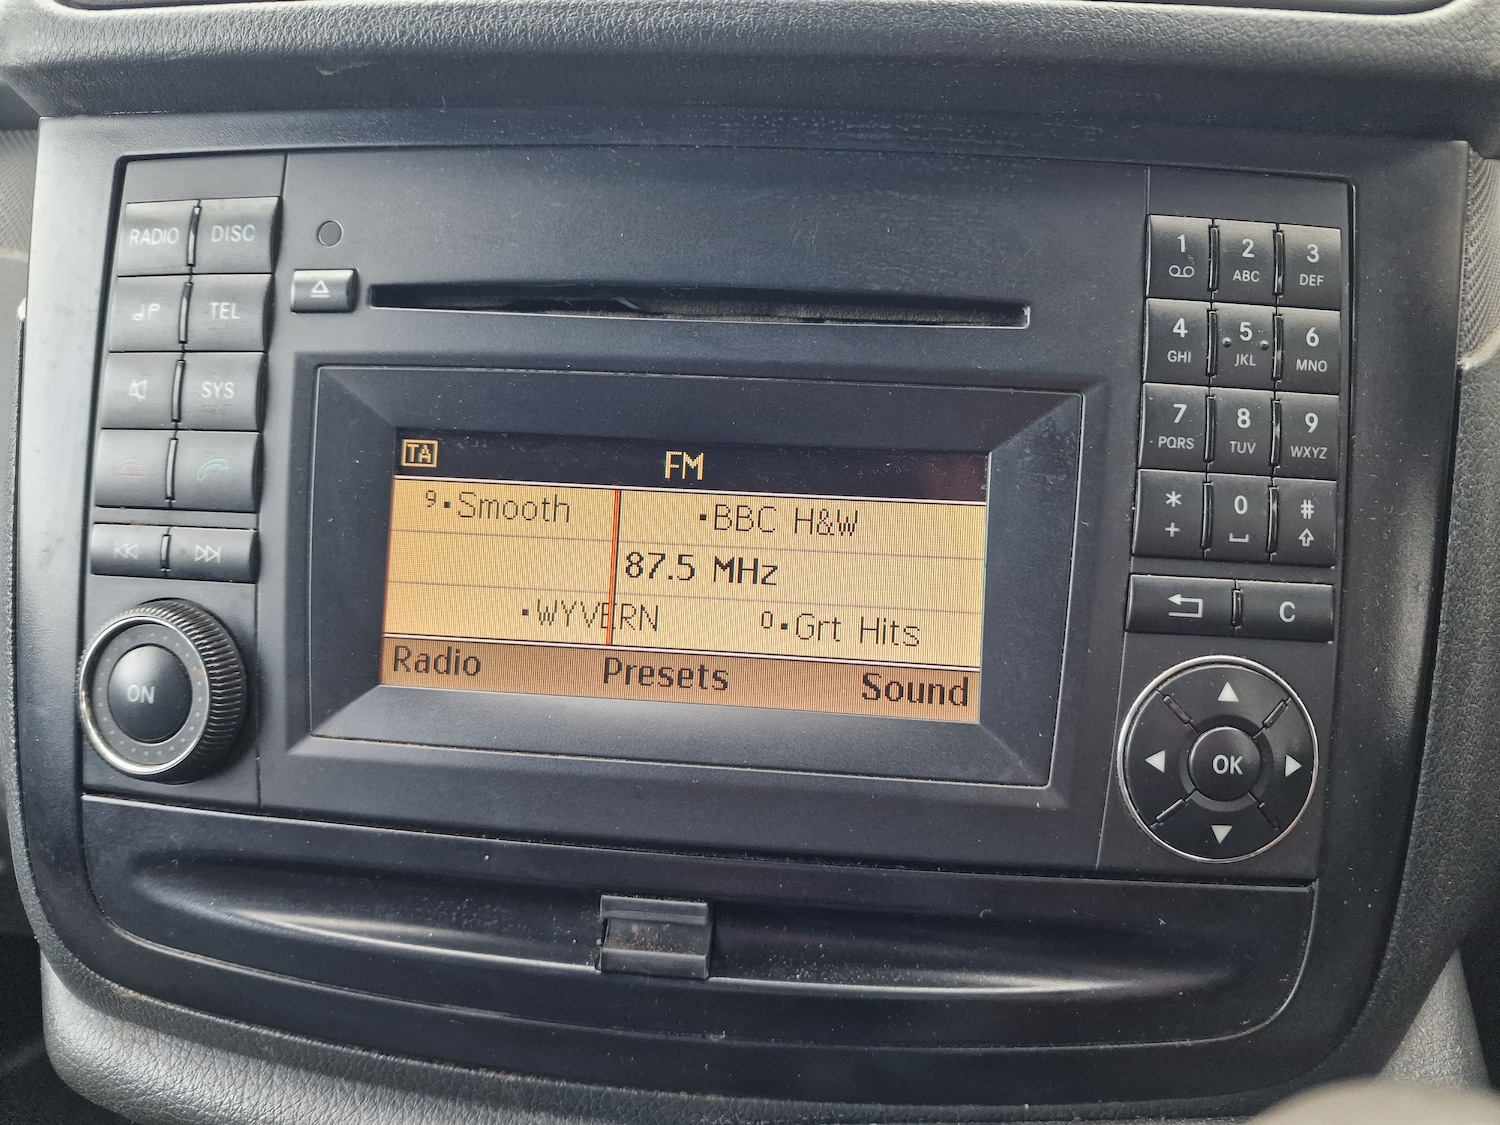 RADIO DISC
TEL
SYS
ON
TA
FM
9 Smooth
BBC H&W
87.5 MHz
WYVERN
0 Grt Hits
Radio Presets Sound
1 2 ABC 3 DEF
4 GHI 5 JKL 6 MNO
7 PQRS 8 TUV 9 WXYZ
* + 0 #
C
OK